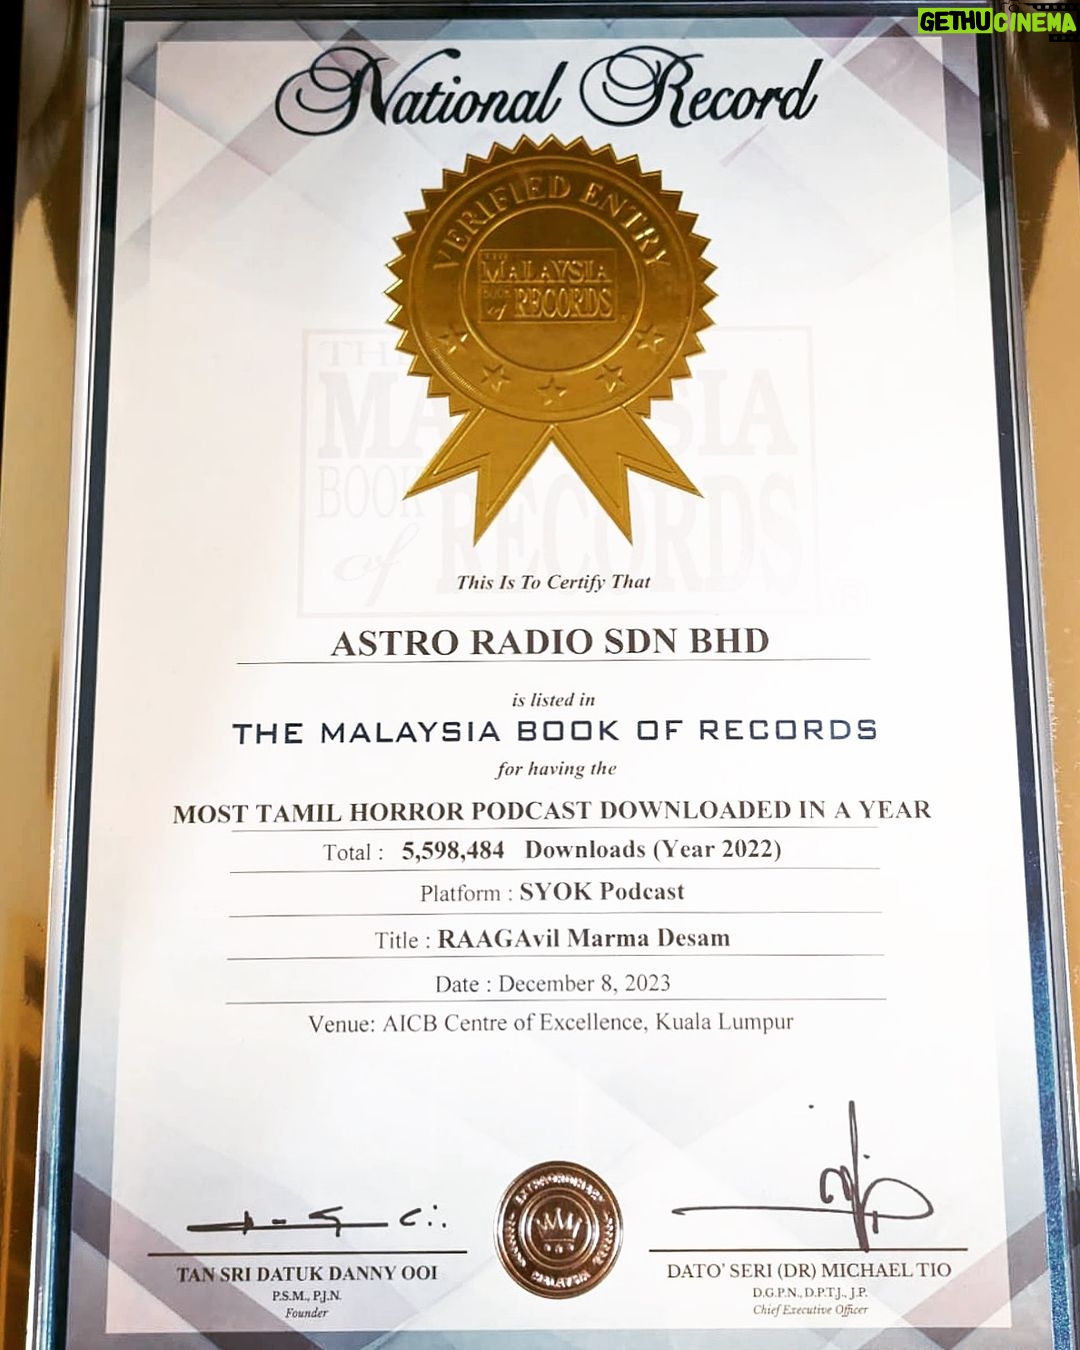 GETHUCINEMA
National Record
VERIFIED ENTRY
THE
MALAYSIA
BOOK
of RECORDS
This Is To Certify That
ASTRO RADIO SDN BHD
is listed in
THE MALAYSIA BOOK OF RECORDS
for having the
MOST TAMIL HORROR PODCAST DOWNLOADED IN A YEAR
Total : 5,598,484 Downloads (Year 2022)
Platform : SYOK Podcast
Title : RAAGAvil Marma Desam
Date : December 8, 2023
Venue: AICB Centre of Excellence, Kuala Lumpur
EXTRAORDINARY
MALAYSIA
TAN SRI DATUK DANNY OOI
P.S.M., P.J.N.
Founder
DATO' SERI (DR) MICHAEL TIO
D.G.P.N., D.P.T.J., J.P.
Chief Executive Officer